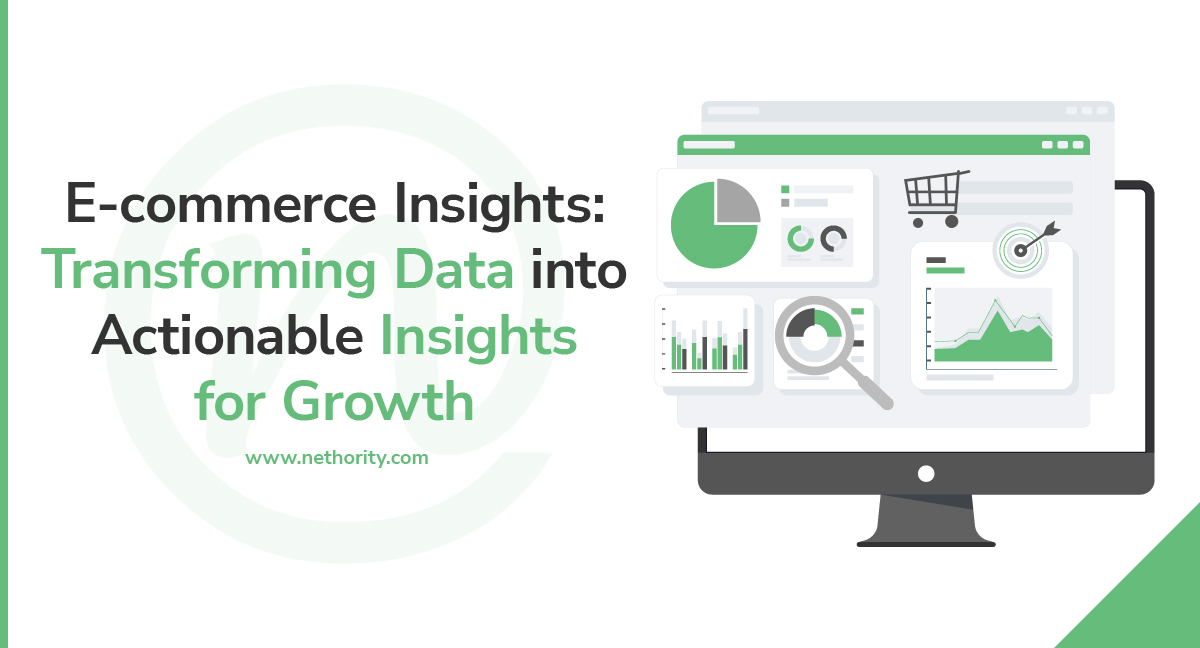 E-commerce Insights:
Transforming Data into
Actionable Insights
for Growth
www.nethority.com